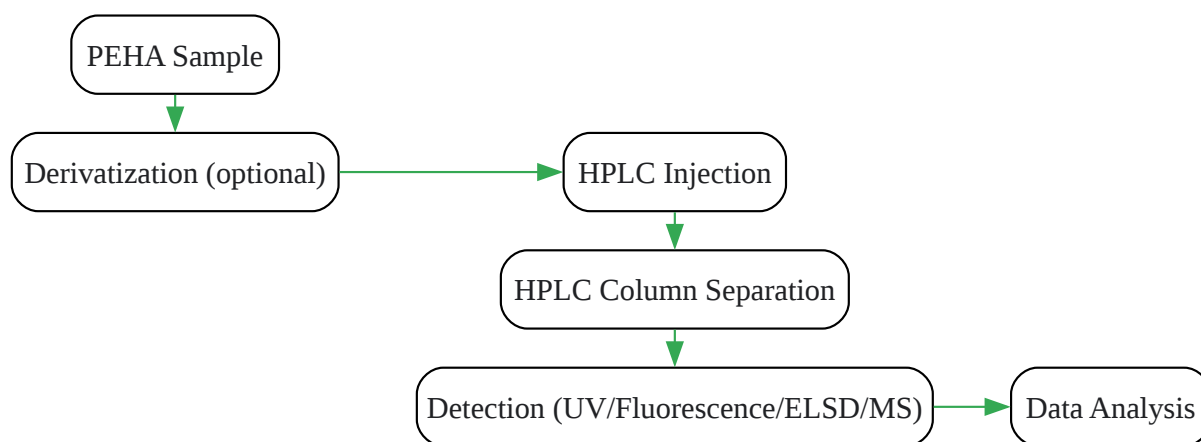 PEHA Sample
Derivatization (optional)
HPLC Injection
HPLC Column Separation
Detection (UV/Fluorescence/ELSD/MS)
Data Analysis